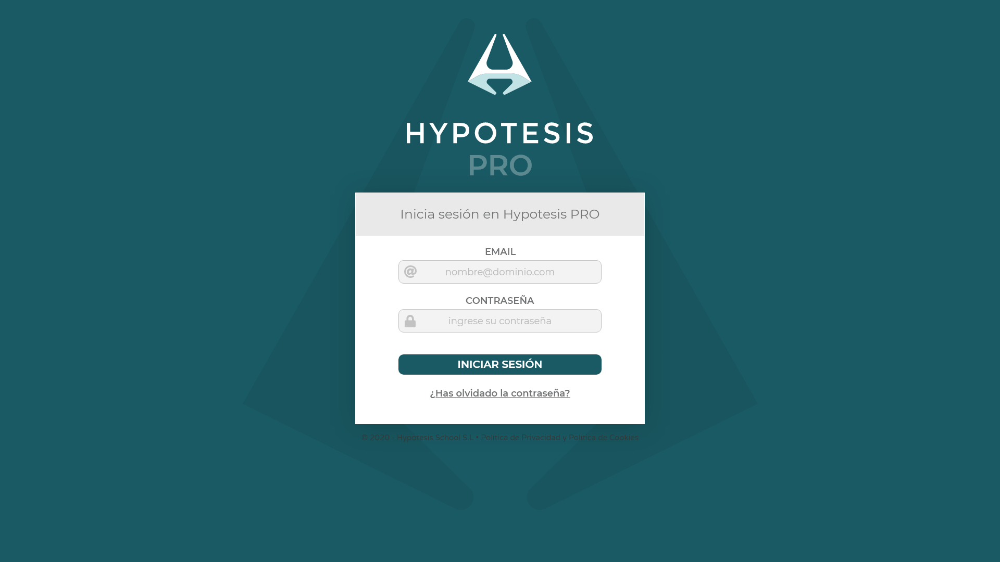 HYPOTESIS
PRO
Inicia sesión en Hypotesis PRO
EMAIL
@ nombre@dominio.com
CONTRASEÑA
ingrese su contraseña
INICIAR SESIÓN
¿Has olvidado la contraseña?
© 2020 - Hypotesis School S.L • Política de Privacidad y Política de Cookies